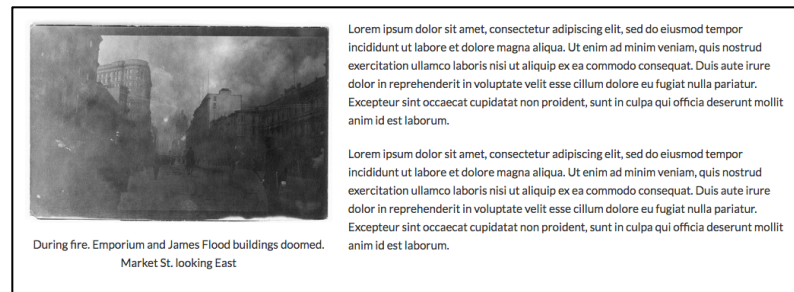 Lorem ipsum dolor sit amet, consectetur adipiscing elit, sed do eiusmod tempor
incididunt ut labore et dolore magna aliqua. Ut enim ad minim veniam, quis nostrud
exercitation ullamco laboris nisi ut aliquip ex ea commodo consequat. Duis aute irure
dolor in reprehenderit in voluptate velit esse cillum dolore eu fugiat nulla pariatur.
Excepteur sint occaecat cupidatat non proident, sunt in culpa qui officia deserunt mollit
anim id est laborum.
Lorem ipsum dolor sit amet, consectetur adipiscing elit, sed do eiusmod tempor
incididunt ut labore et dolore magna aliqua. Ut enim ad minim veniam, quis nostrud
exercitation ullamco laboris nisi ut aliquip ex ea commodo consequat. Duis aute irure
dolor in reprehenderit in voluptate velit esse cillum dolore eu fugiat nulla pariatur.
Excepteur sint occaecat cupidatat non proident, sunt in culpa qui officia deserunt mollit
anim id est laborum.
During fire. Emporium and James Flood buildings doomed.
Market St. looking East